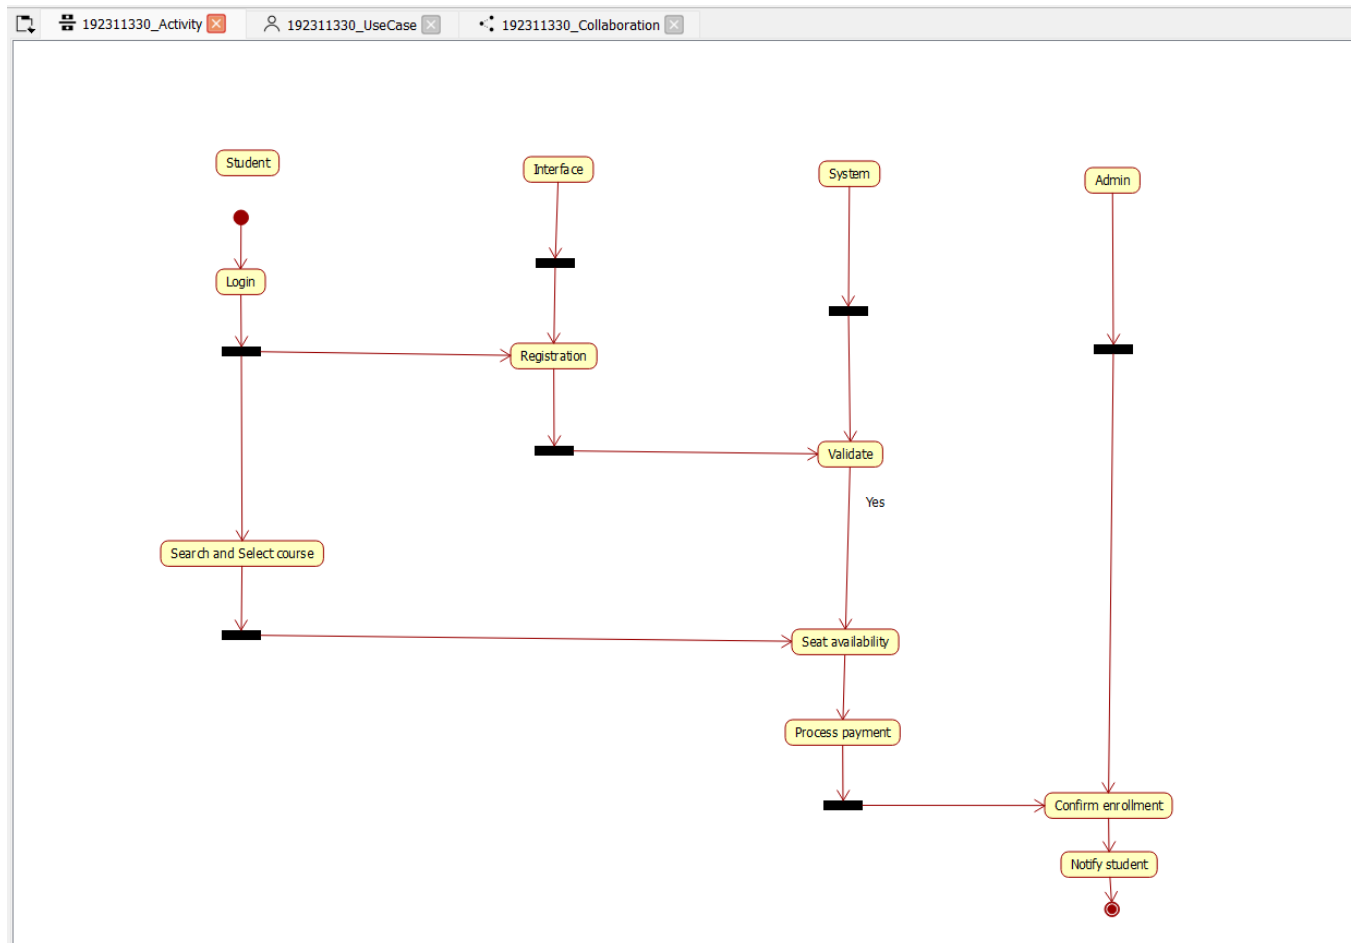 192311330_Activity
192311330_UseCase
192311330_Collaboration
Student
Interface
System
Admin
Login
Registration
Validate
Yes
Search and Select course
Seat availability
Process payment
Confirm enrollment
Notify student